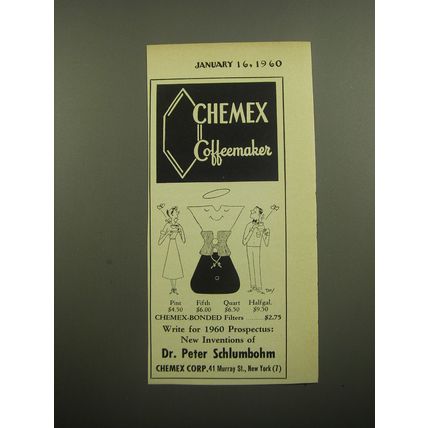 JANUARY 16, 1960
CHEMEX
Coffeemaker
Pint Fifth Quart Halfgal.
$4.50 $6.00 $6.50 $9.50
CHEMEX-BONDED Filters ......$2.75
Write for 1960 Prospectus:
New Inventions of
Dr. Peter Schlumbohm
CHEMEX CORP. 41 Murray St., New York (7)